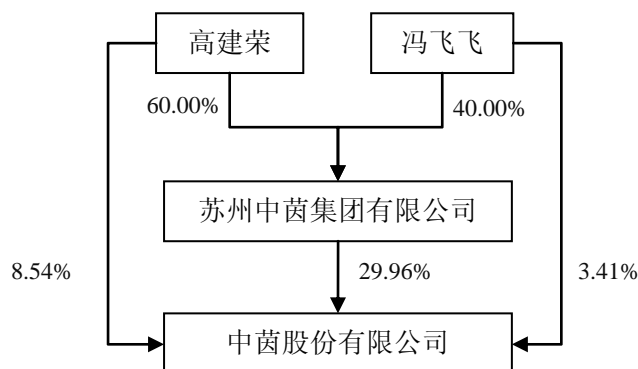 高建荣
冯飞飞
60.00%
40.00%
苏州中茵集团有限公司
8.54%
29.96%
3.41%
中茵股份有限公司